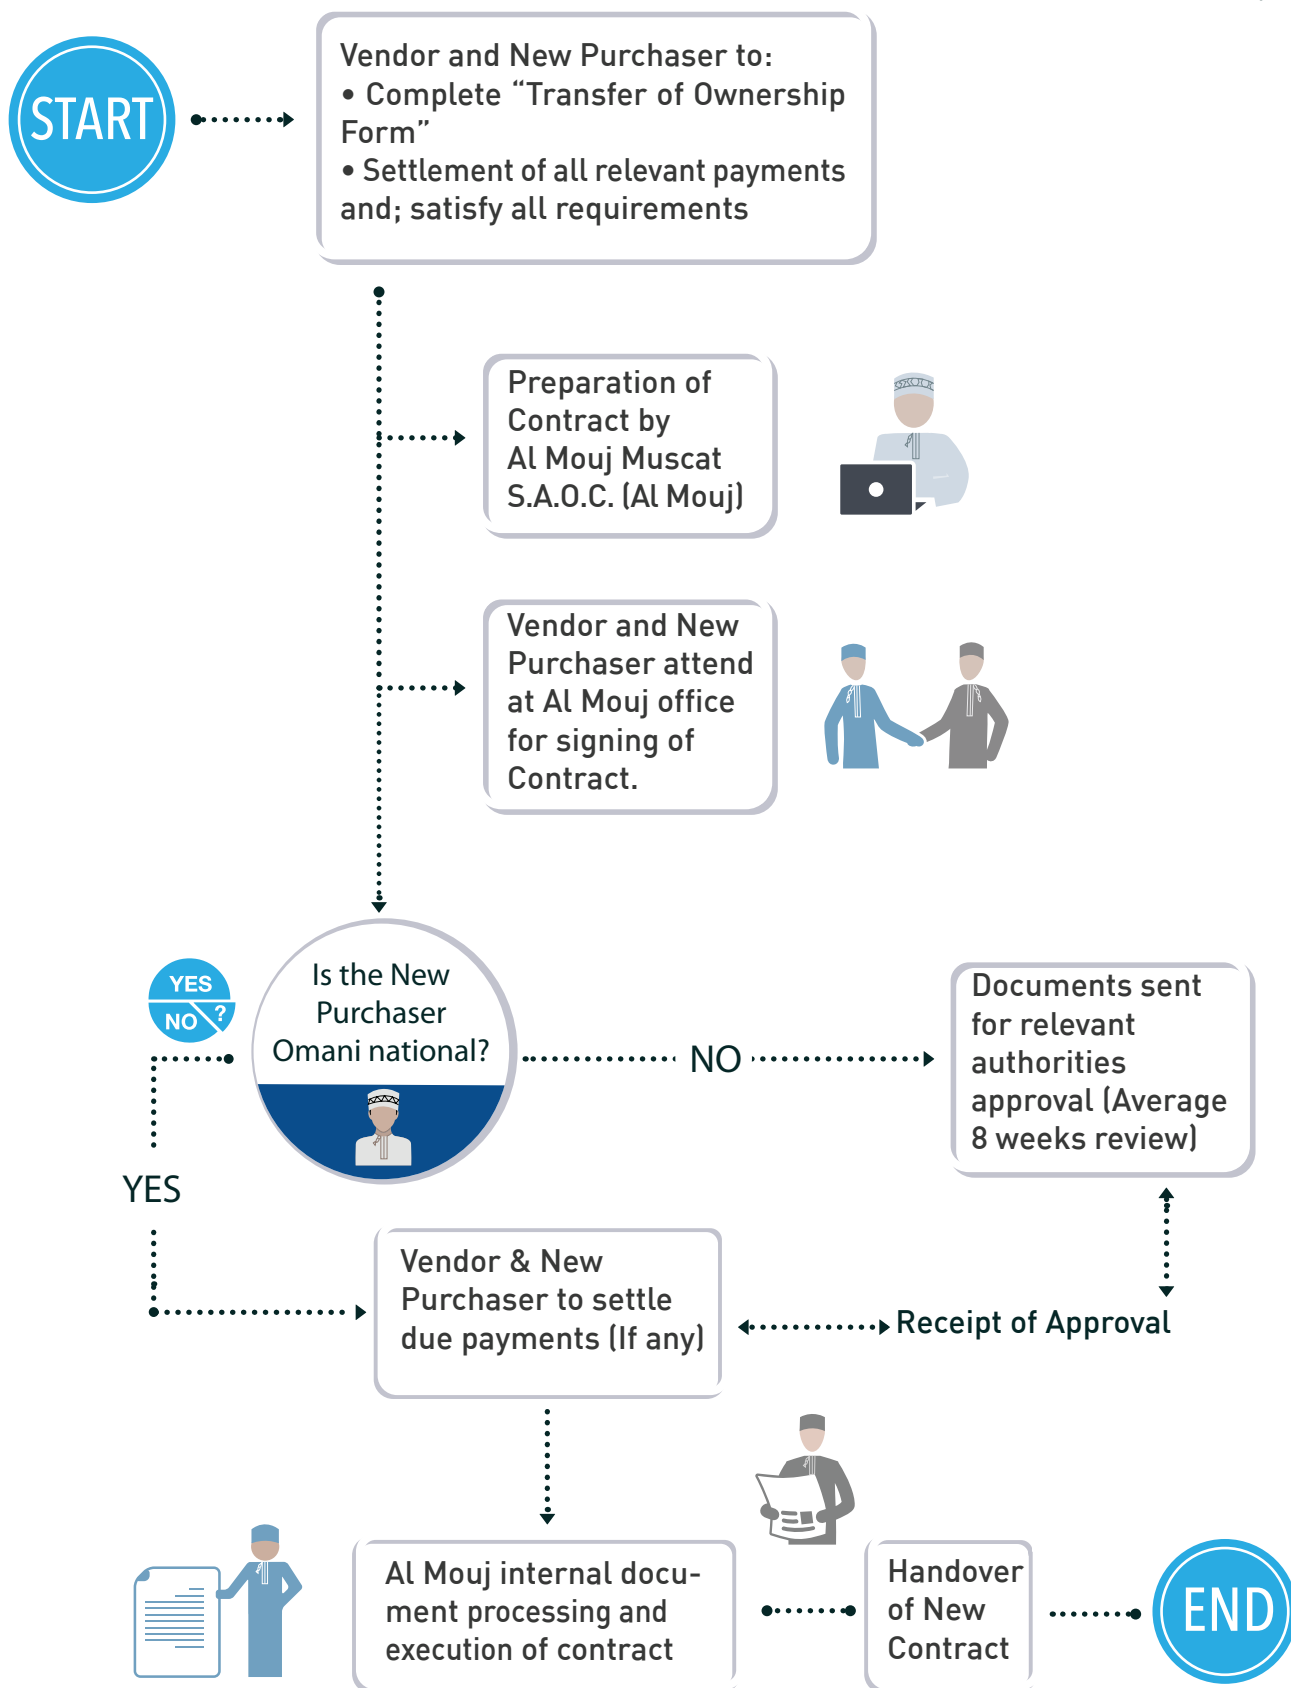 START
Vendor and New Purchaser to:
• Complete “Transfer of Ownership
Form”
• Settlement of all relevant payments
and; satisfy all requirements
Preparation of
Contract by
Al Mouj Muscat
S.A.O.C. (Al Mouj)
Vendor and New
Purchaser attend
at Al Mouj office
for signing of
Contract.
YES
NO
?
Is the New
Purchaser
Omani national?
NO
Documents sent
for relevant
authorities
approval (Average
8 weeks review)
YES
Vendor & New
Purchaser to settle
due payments (If any)
Receipt of Approval
Al Mouj internal docu-
ment processing and
execution of contract
Handover
of New
Contract
END